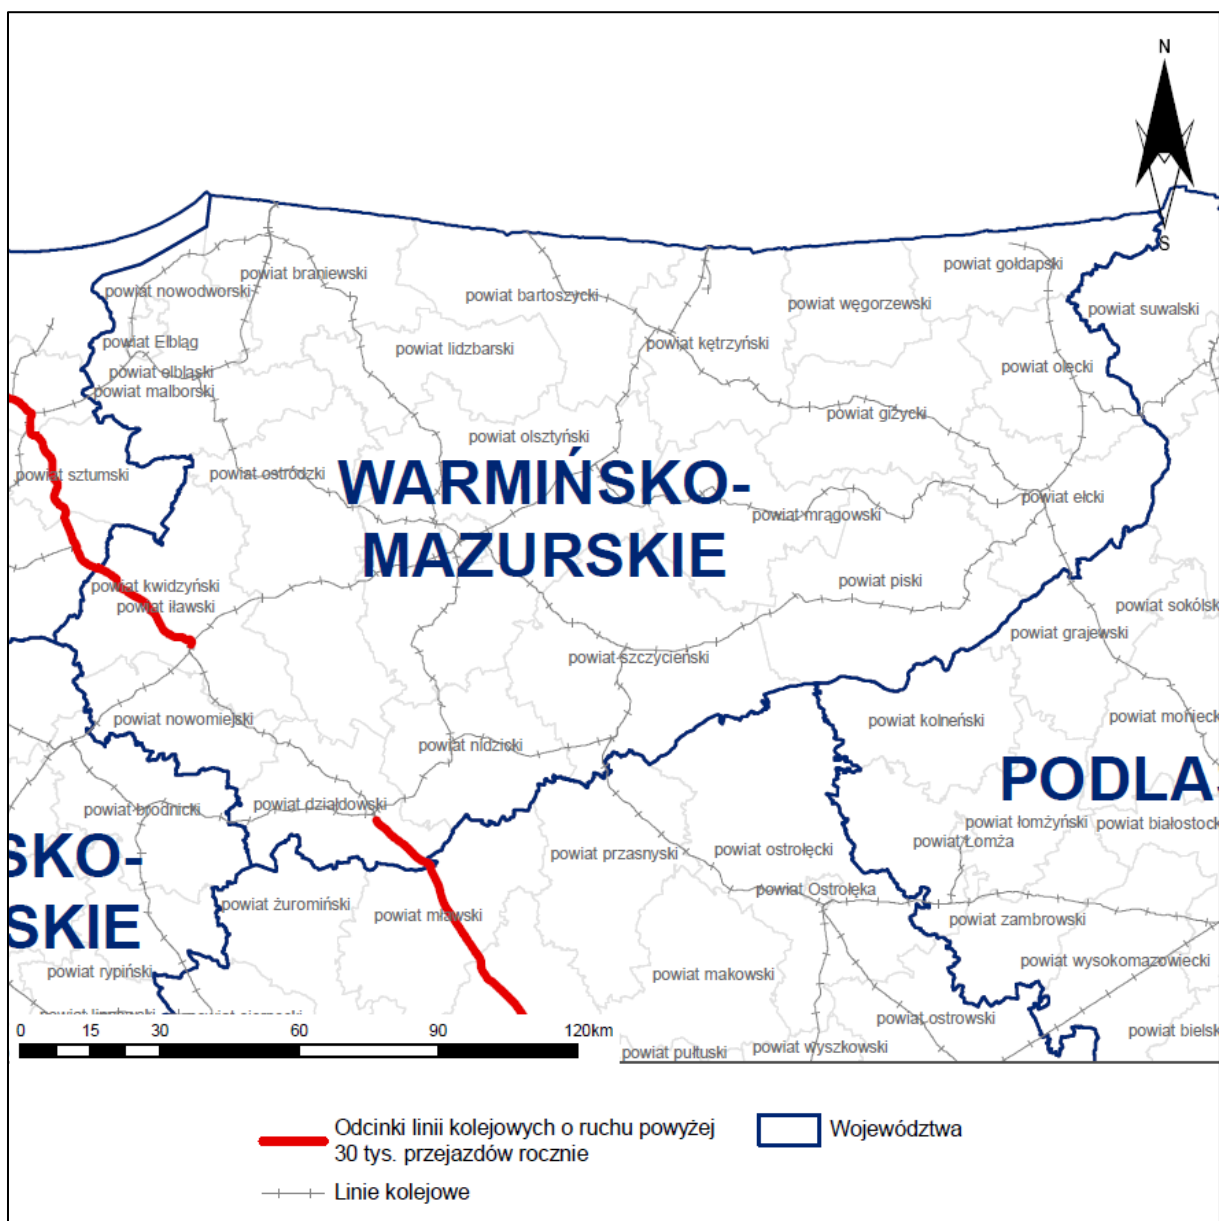 N
S
powiat braniewski
powiat gołdapski
powiat nowodworski
powiat bartoszycki
powiat węgorzewski
powiat suwalski
powiat Elbląg
powiat lidzbarski
powiat kętrzyński
powiat elbląski
powiat olecki
powiat malborski
powiat giżycki
powiat olsztyński
powiat sztumski
powiat ostródzki
WARMIŃSKO-
MAZURSKIE
powiat ełcki
powiat mrągowski
powiat kwidzyński
powiat piski
powiat iławski
powiat sokólsk
powiat grajewski
powiat szczycieński
powiat nowomiejski
powiat kolneński
powiat monieck
powiat nidzicki
PODLAS
powiat brodnicki
powiat działdowski
powiat łomżyński
powiat białostock
powiat Łomża
SKO-
SKIE
powiat przasnyski
powiat ostrołęcki
powiat Ostrołęka
powiat żuromiński
powiat mławski
powiat zambrowski
powiat rypiński
powiat makowski
powiat wysokomazowiecki
powiat ostrowski
powiat bielsk
powiat pułtuski
powiat wyszkowski
0 15 30 60 90 120km
Odcinki linii kolejowych o ruchu powyżej
30 tys. przejazdów rocznie
Województwa
Linie kolejowe